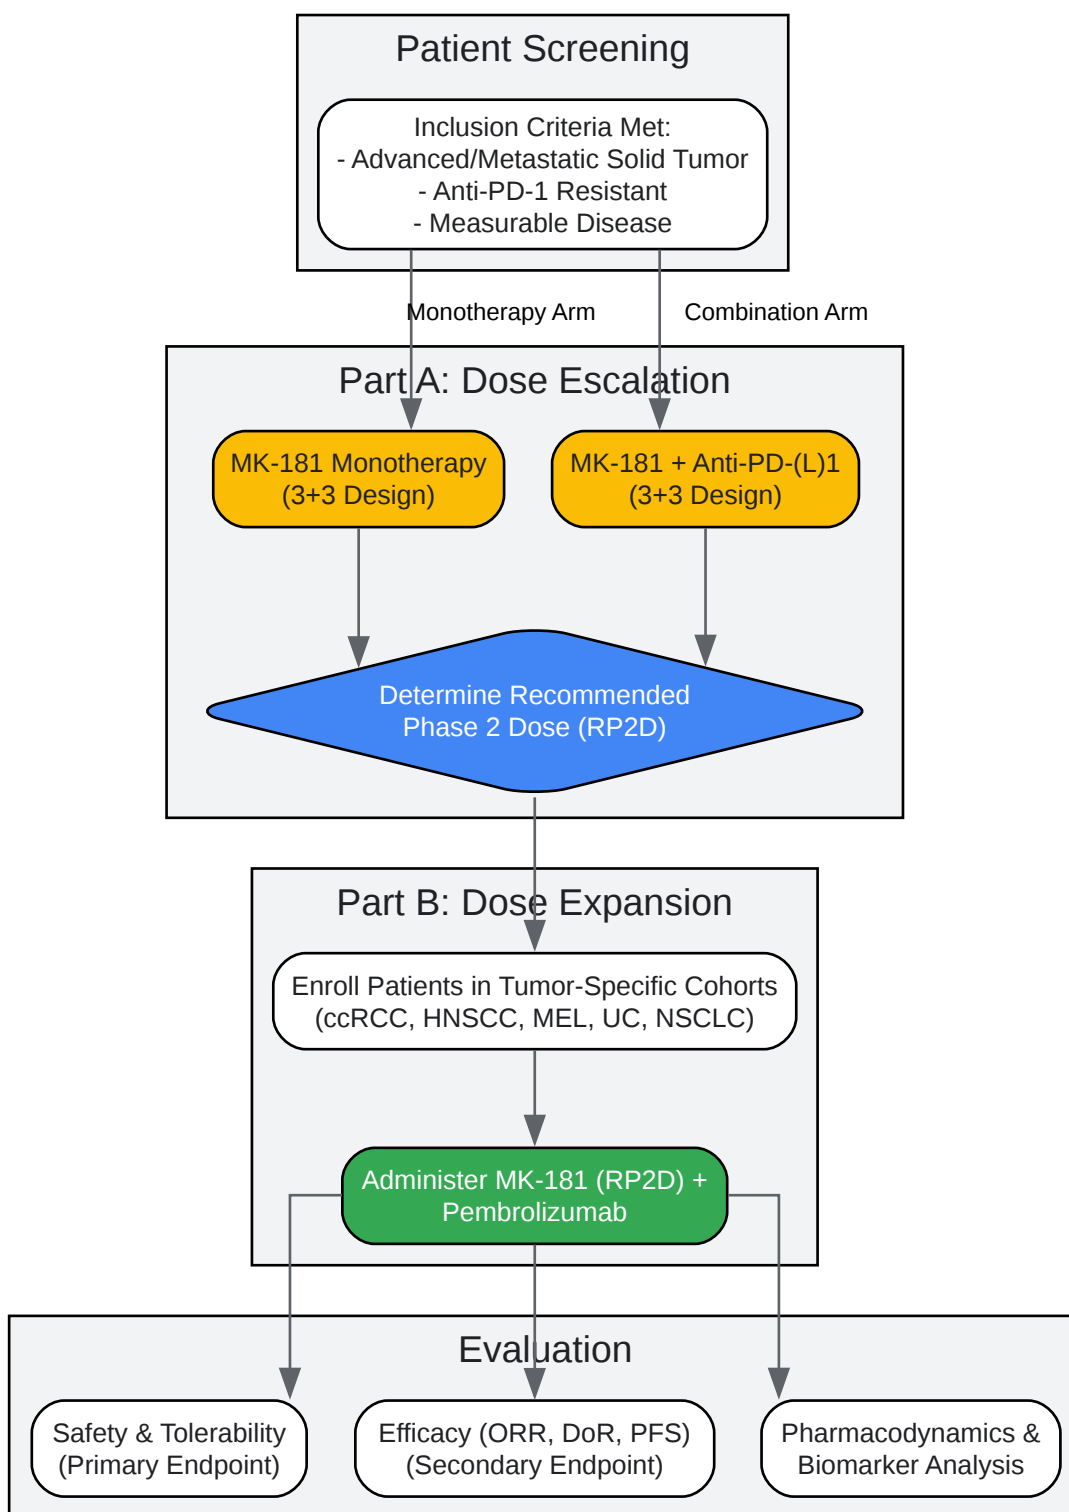 Patient Screening
Inclusion Criteria Met:
- Advanced/Metastatic Solid Tumor
- Anti-PD-1 Resistant
- Measurable Disease
Monotherapy Arm
Combination Arm
Part A: Dose Escalation
MK-181 Monotherapy
(3+3 Design)
MK-181 + Anti-PD-(L)1
(3+3 Design)
Determine Recommended
Phase 2 Dose (RP2D)
Part B: Dose Expansion
Enroll Patients in Tumor-Specific Cohorts
(ccRCC, HNSCC, MEL, UC, NSCLC)
Administer MK-181 (RP2D) +
Pembrolizumab
Evaluation
Safety & Tolerability
(Primary Endpoint)
Efficacy (ORR, DoR, PFS)
(Secondary Endpoint)
Pharmacodynamics &
Biomarker Analysis